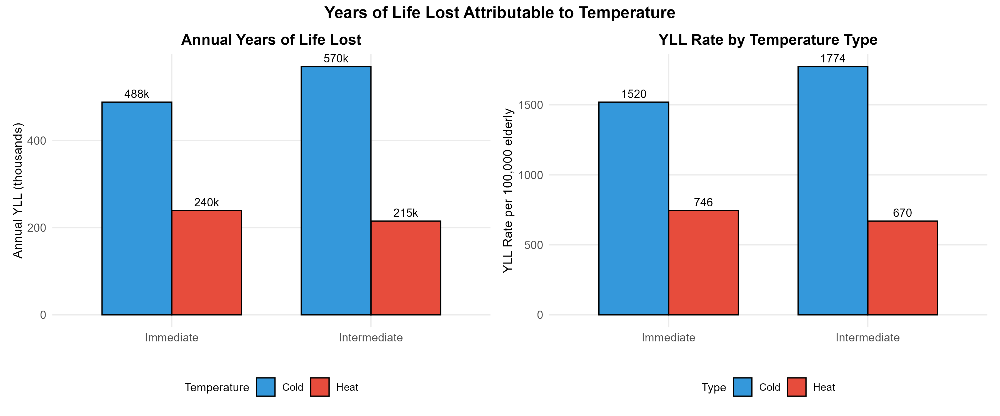 Years of Life Lost Attributable to Temperature
Annual Years of Life Lost
Annual YLL (thousands)
400
200
0
488k
240k
570k
215k
Immediate
Intermediate
Temperature
Cold
Heat
YLL Rate by Temperature Type
YLL Rate per 100,000 elderly
1500
1000
500
0
1520
746
1774
670
Immediate
Intermediate
Type
Cold
Heat